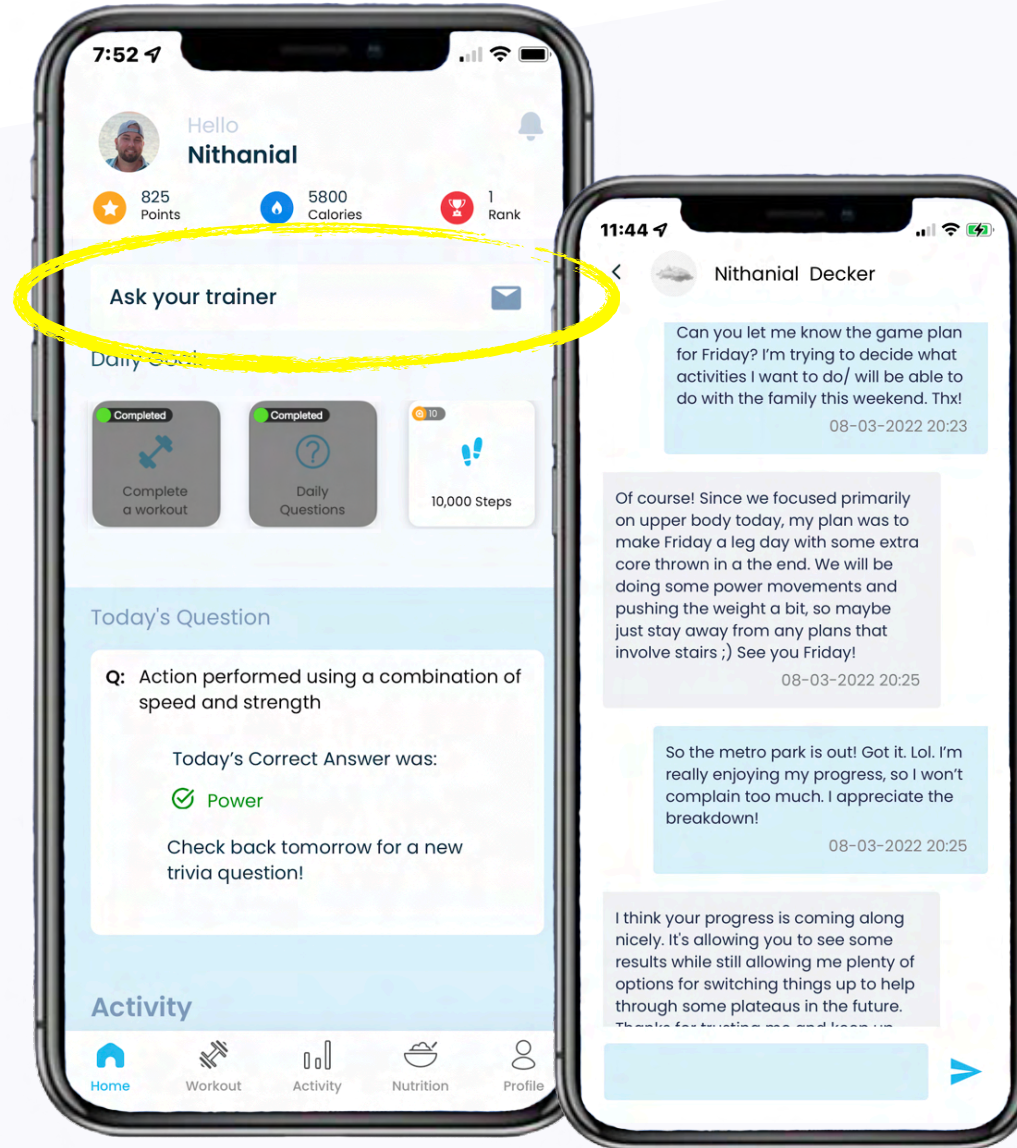 7:52
Hello
Nithanial
825
Points
5800
Calories
1
Rank
Ask your trainer
Daily Goals
Completed
Complete
a workout
Completed
Daily
Questions
10
10,000 Steps
Today's Question
Q: Action performed using a combination of
speed and strength
Today's Correct Answer was:
Power
Check back tomorrow for a new
trivia question!
Activity
Home
Workout
Activity
Nutrition
Profile
11:44
Nithanial Decker
Can you let me know the game plan
for Friday? I'm trying to decide what
activities I want to do/ will be able to
do with the family this weekend. Thx!
08-03-2022 20:23
Of course! Since we focused primarily
on upper body today, my plan was to
make Friday a leg day with some extra
core thrown in a the end. We will be
doing some power movements and
pushing the weight a bit, so maybe
just stay away from any plans that
involve stairs ;) See you Friday!
08-03-2022 20:25
So the metro park is out! Got it. Lol. I'm
really enjoying my progress, so I won't
complain too much. I appreciate the
breakdown!
08-03-2022 20:25
I think your progress is coming along
nicely. It's allowing you to see some
results while still allowing me plenty of
options for switching things up to help
through some plateaus in the future.
Thanks for trusting me and keep up